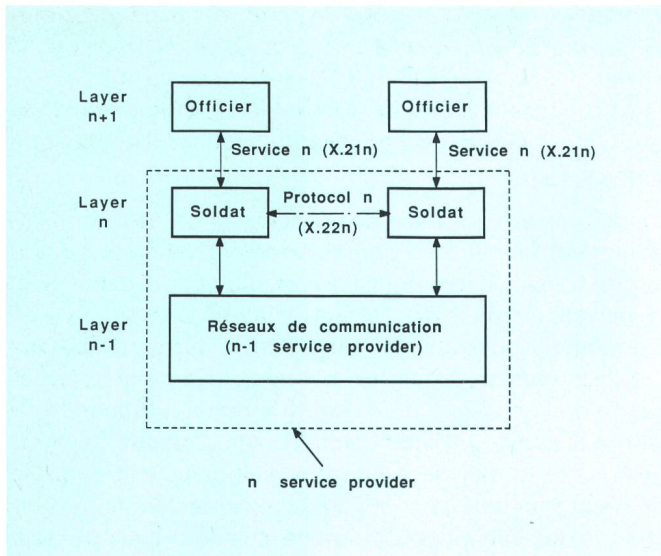 Layer
n+1
Officier
Officier
Service n (X.21n)
Service n (X.21n)
Layer
n
Soldat
Protocol n
(X.22n)
Soldat
Layer
n-1
Réseaux de communication
(n-1 service provider)
n service provider